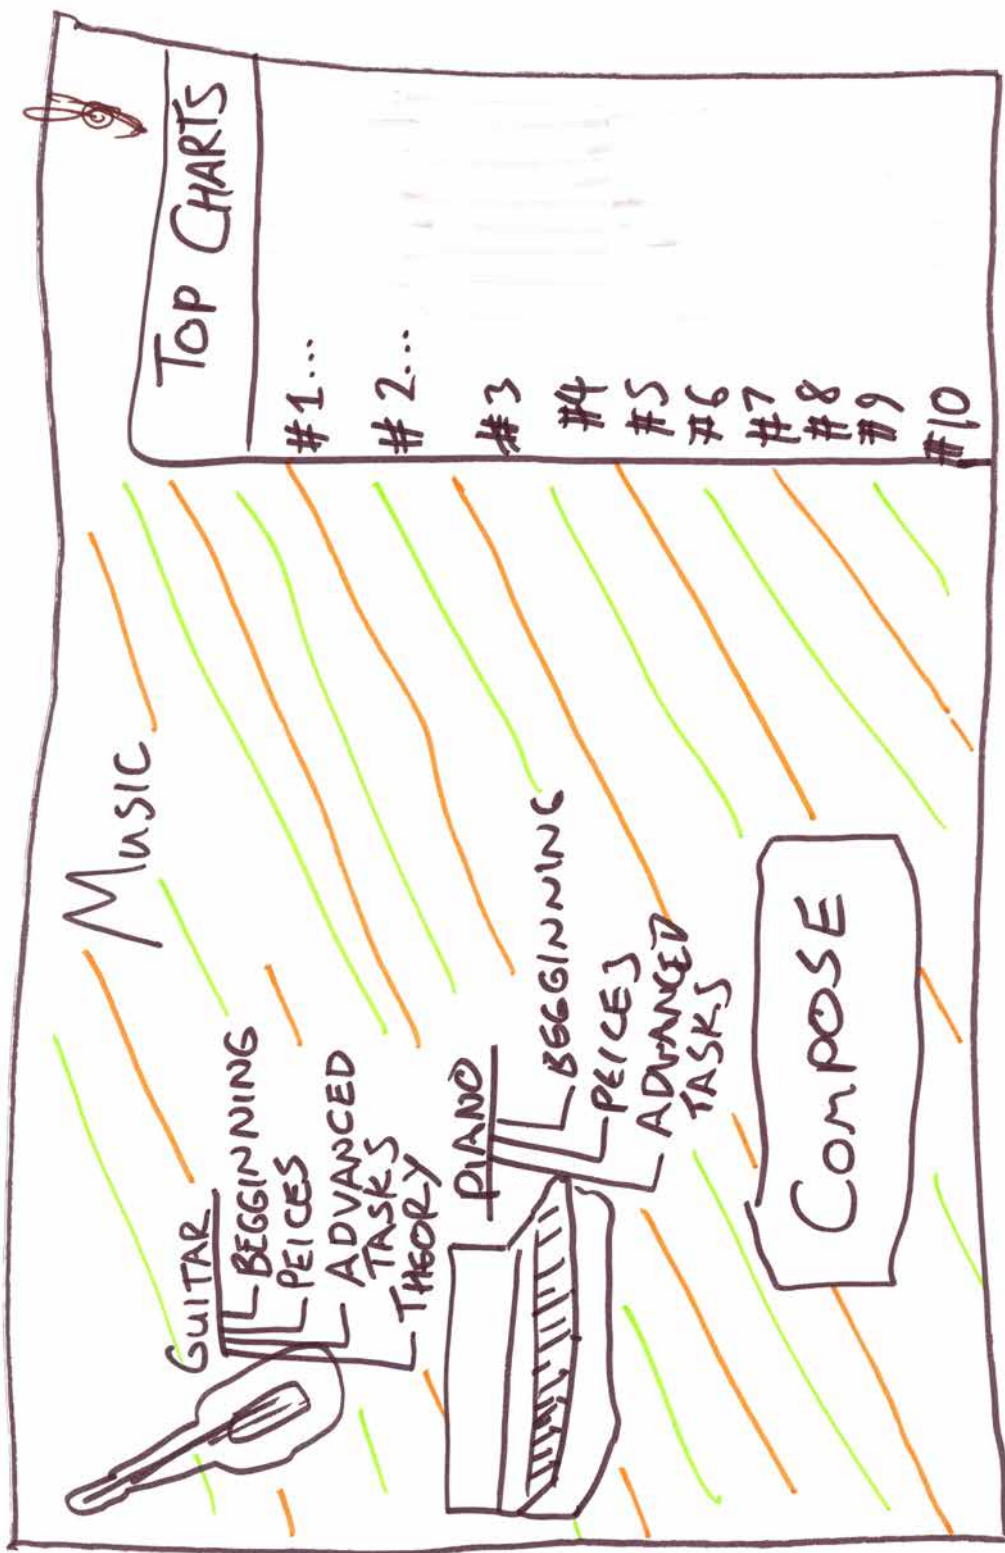 Music
GUITAR
BEGGINNING
PEICES
ADVANCED
TASKS
THEORY
PIANO
BEGGINNING
PEICES
ADVANCED
TASKS
COMPOSE
TOP CHARTS
#1...
#2...
#3
#4
#5
#6
#7
#8
#9
#10